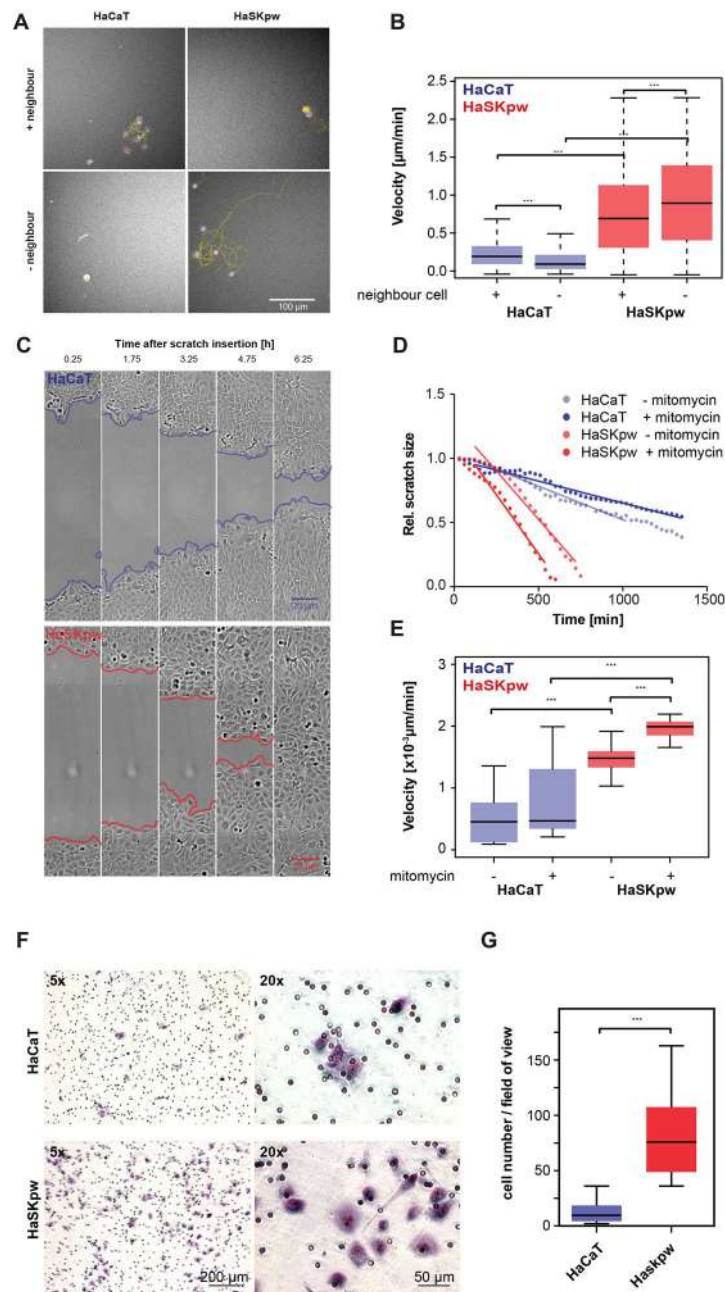 A
HaCaT HaSKpw
+ neighbour
- neighbour
100 µm
B
HaCaT
HaSKpw
Velocity [µm/min]
2.5
2.0
1.5
1.0
0.5
0.0
*** *** *** ***
neighbour cell + - + -
HaCaT HaSKpw
C
Time after scratch insertion [h]
0.25 1.75 3.25 4.75 6.25
HaCaT
HaSKpw
D
Rel. scratch size
1.5
1.0
0.5
0.0
0 500 1000 1500
Time [min]
HaCaT - mitomycin
HaCaT + mitomycin
HaSKpw - mitomycin
HaSKpw + mitomycin
E
HaCaT
HaSKpw
Velocity [x10⁻³µm/min]
3
2
1
0
*** *** ***
mitomycin - + - +
HaCaT HaSKpw
F
5x 20x
HaCaT
5x 20x
HaSKpw
200 µm 50 µm
G
cell number / field of view
150
100
75
50
25
0
***
HaCaT Haskpw